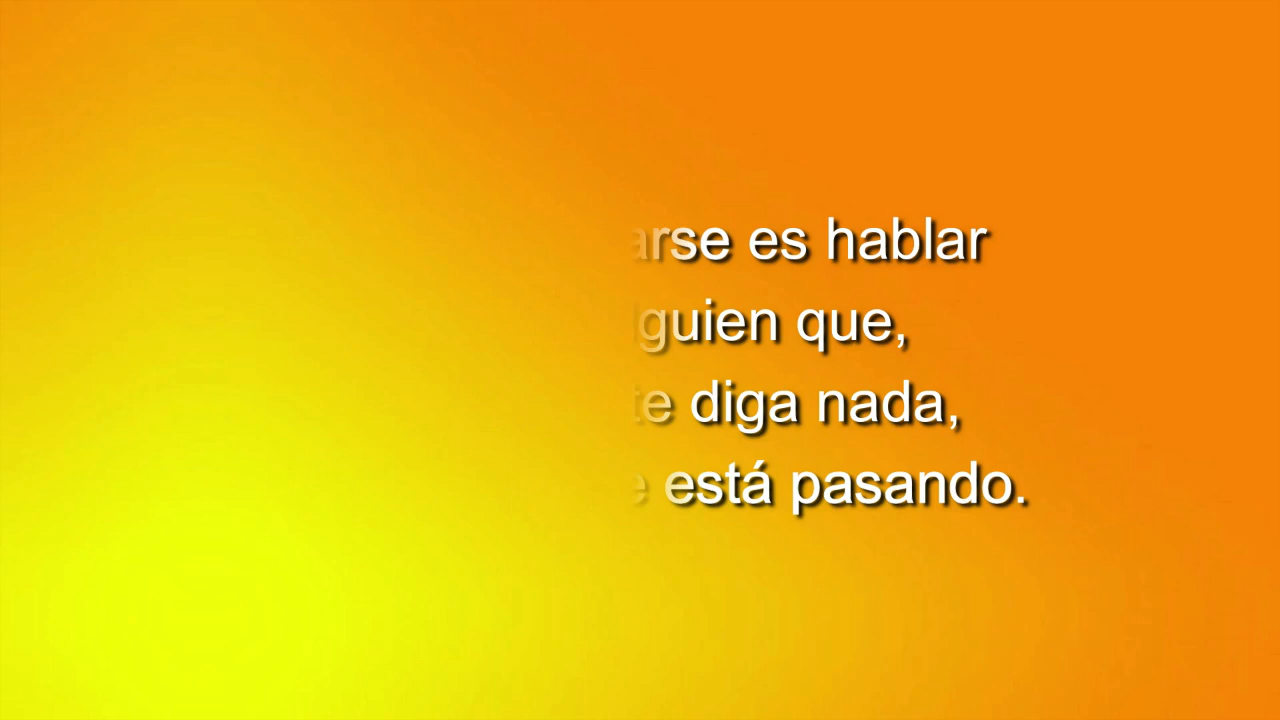 arse es hablar
guien que,
te diga nada,
e está pasando.